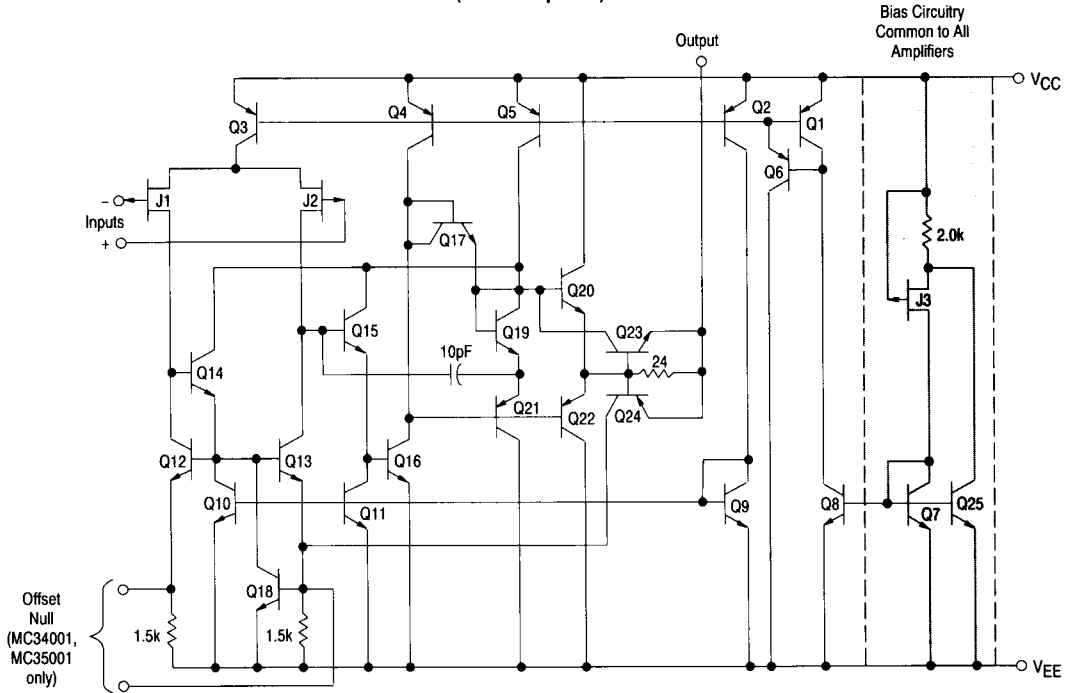 Bias Circuitry
Common to All
Amplifiers
Output
VCC
Q3
Q4
Q5
Q2
Q1
Q6
–
J1
J2
Inputs
+
Q17
2.0k
J3
Q20
Q15
Q19
Q23
10pF
24
Q14
Q21
Q22
Q24
Q12
Q13
Q16
Q10
Q11
Q9
Q8
Q7
Q25
Q18
Offset
Null
(MC34001,
MC35001
only)
1.5k
1.5k
VEE